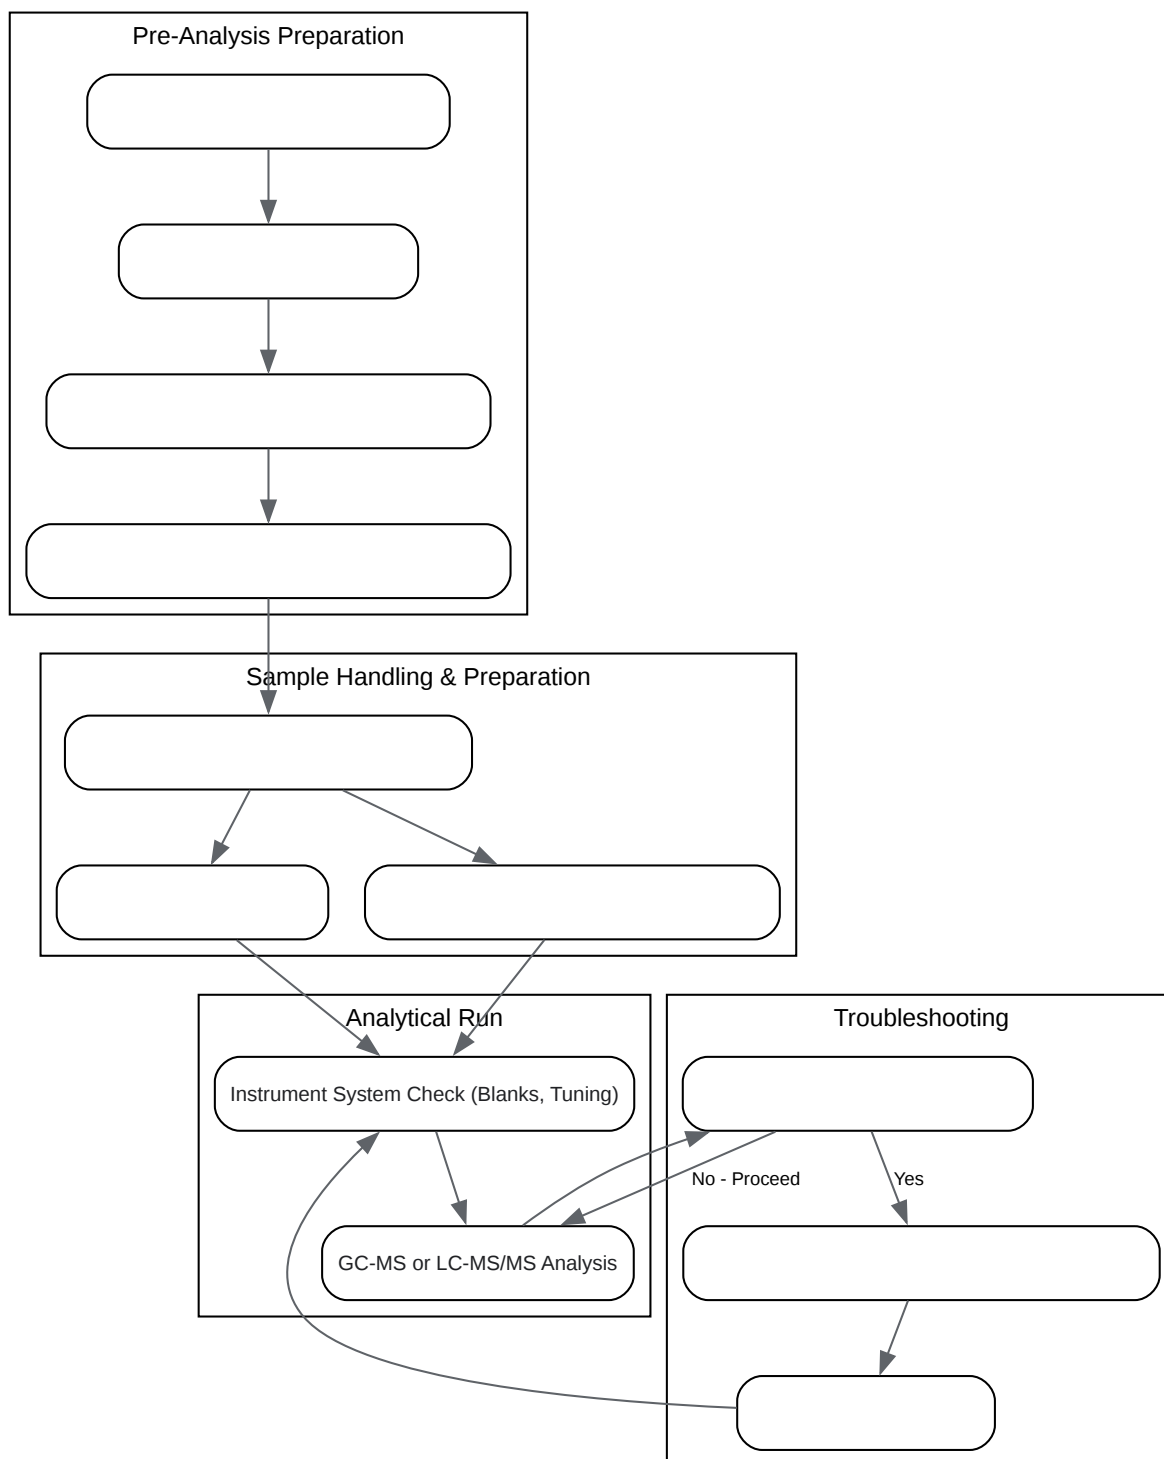 Pre-Analysis Preparation
Sample Handling & Preparation
Analytical Run
Troubleshooting
Instrument System Check (Blanks, Tuning)
No - Proceed
Yes
GC-MS or LC-MS/MS Analysis